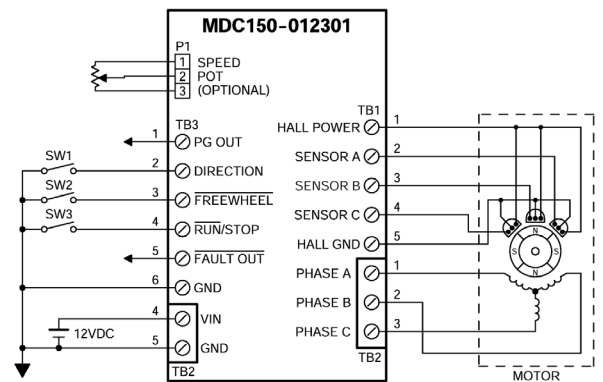 MDC150-012301
P1
1 SPEED
2 POT
3 (OPTIONAL)
TB3
1 PG OUT
SW1
2 DIRECTION
SW2
3 FREEWHEEL
SW3
4 RUN/STOP
5 FAULT OUT
6 GND
4 VIN
12VDC
5 GND
TB2
TB1
HALL POWER 1
SENSOR A 2
SENSOR B 3
SENSOR C 4
HALL GND 5
PHASE A 1
PHASE B 2
PHASE C 3
TB2
N
S S
N
MOTOR